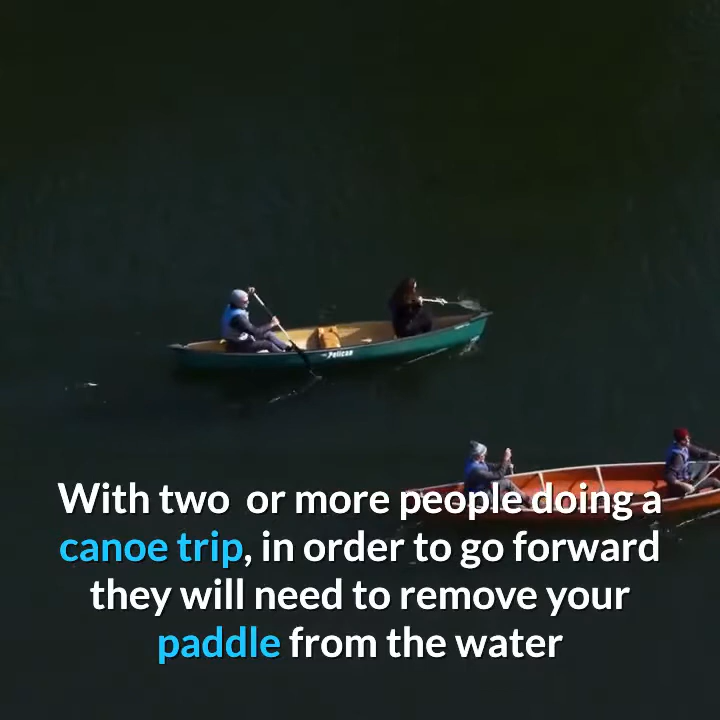 Pelican
With two or more people doing a
canoe trip, in order to go forward
they will need to remove your
paddle from the water